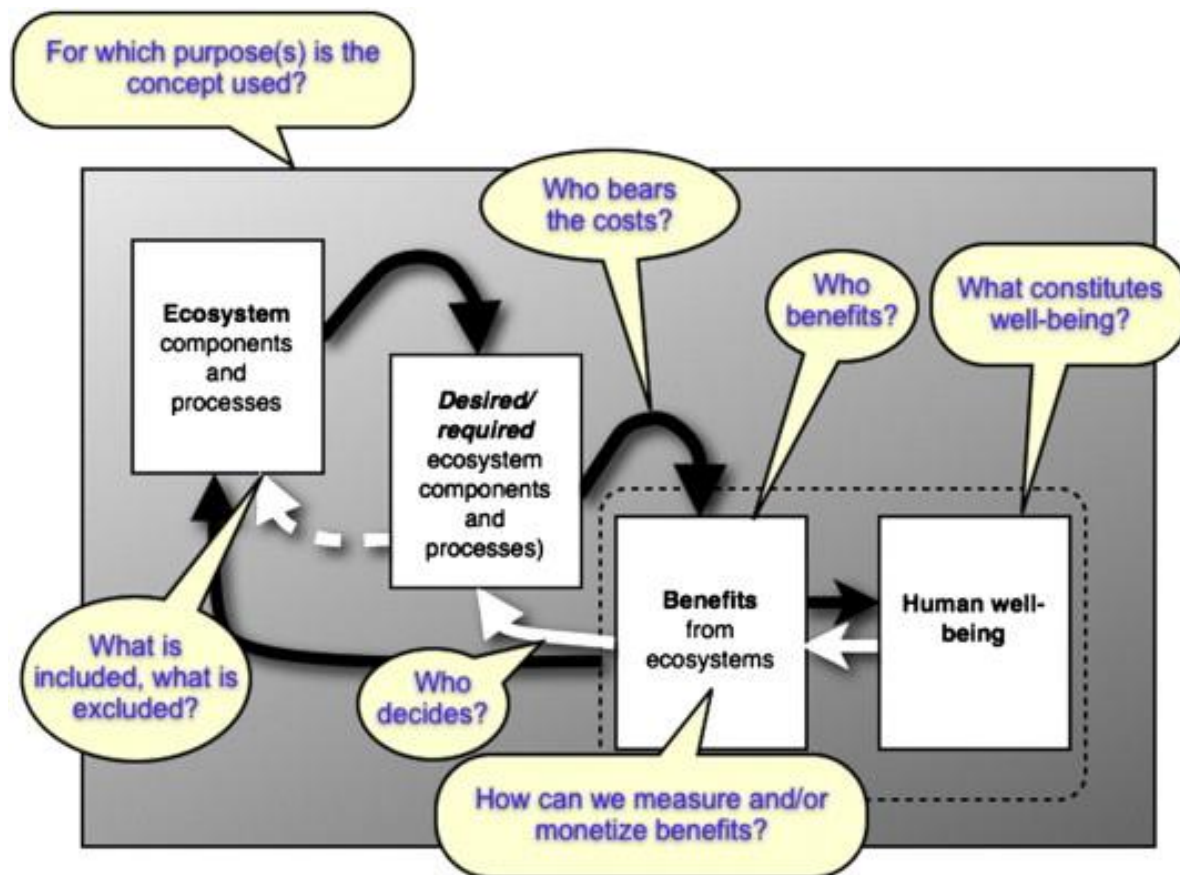 For which purpose(s) is the
concept used?
Who bears
the costs?
Who
benefits?
What constitutes
well-being?
Ecosystem
components
and
processes
Desired/
required
ecosystem
components
and
processes)
Benefits
from
ecosystems
Human well-
being
What is
included, what is
excluded?
Who
decides?
How can we measure and/or
monetize benefits?